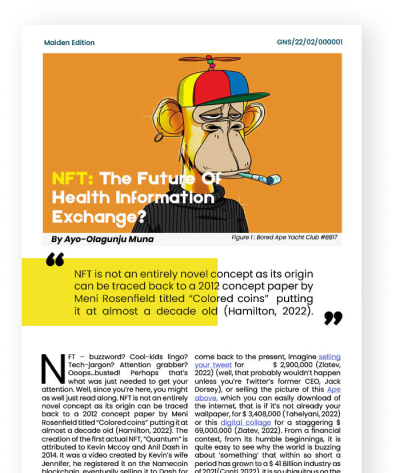 Maiden Edition
GNS/22/02/000001
NFT: The Future Of
Health Information
Exchange?
By Ayo-Olagunju Muna
Figure 1 : Bored Ape Yacht Club #8817
“
NFT is not an entirely novel concept as its origin
can be traced back to a 2012 concept paper by
Meni Rosenfield titled “Colored coins” putting
it at almost a decade old (Hamilton, 2022).
”
NFT – buzzword? Cool-kids lingo?
Tech-jargon? Attention grabber?
Ooops...busted! Perhaps that's
what was just needed to get your
attention. Well, since you're here, you might
as well just read along. NFT is not an entirely
novel concept as its origin can be traced
back to a 2012 concept paper by Meni
Rosenfield titled “Colored coins” putting it at
almost a decade old (Hamilton, 2022). The
creation of the first actual NFT, “Quantum” is
attributed to Kevin Mccoy and Anil Dash in
2014. It was a video created by Kevin's wife
Jennifer, he registered it on the Namecoin
blockchain, eventually selling it to Dash for
come back to the present, imagine selling
your tweet for $ 2,900,000 (Zlatev,
2022) (well, that probably wouldn't happen
unless you're Twitter's former CEO, Jack
Dorsey), or selling the picture of this Ape
above, which you can easily download of
the internet, that is if it's not already your
wallpaper, for $ 3,408,000 (Tahelyani, 2022)
or this digital collage for a staggering $
69,000,000 (Zlatev, 2022). From a financial
context, from its humble beginnings, it is
quite easy to see why the world is buzzing
about ‘something’ that within so short a
period has grown to a $ 41 Billion industry as
of 2021(Conti, 2022). It is so ubiquitous on the